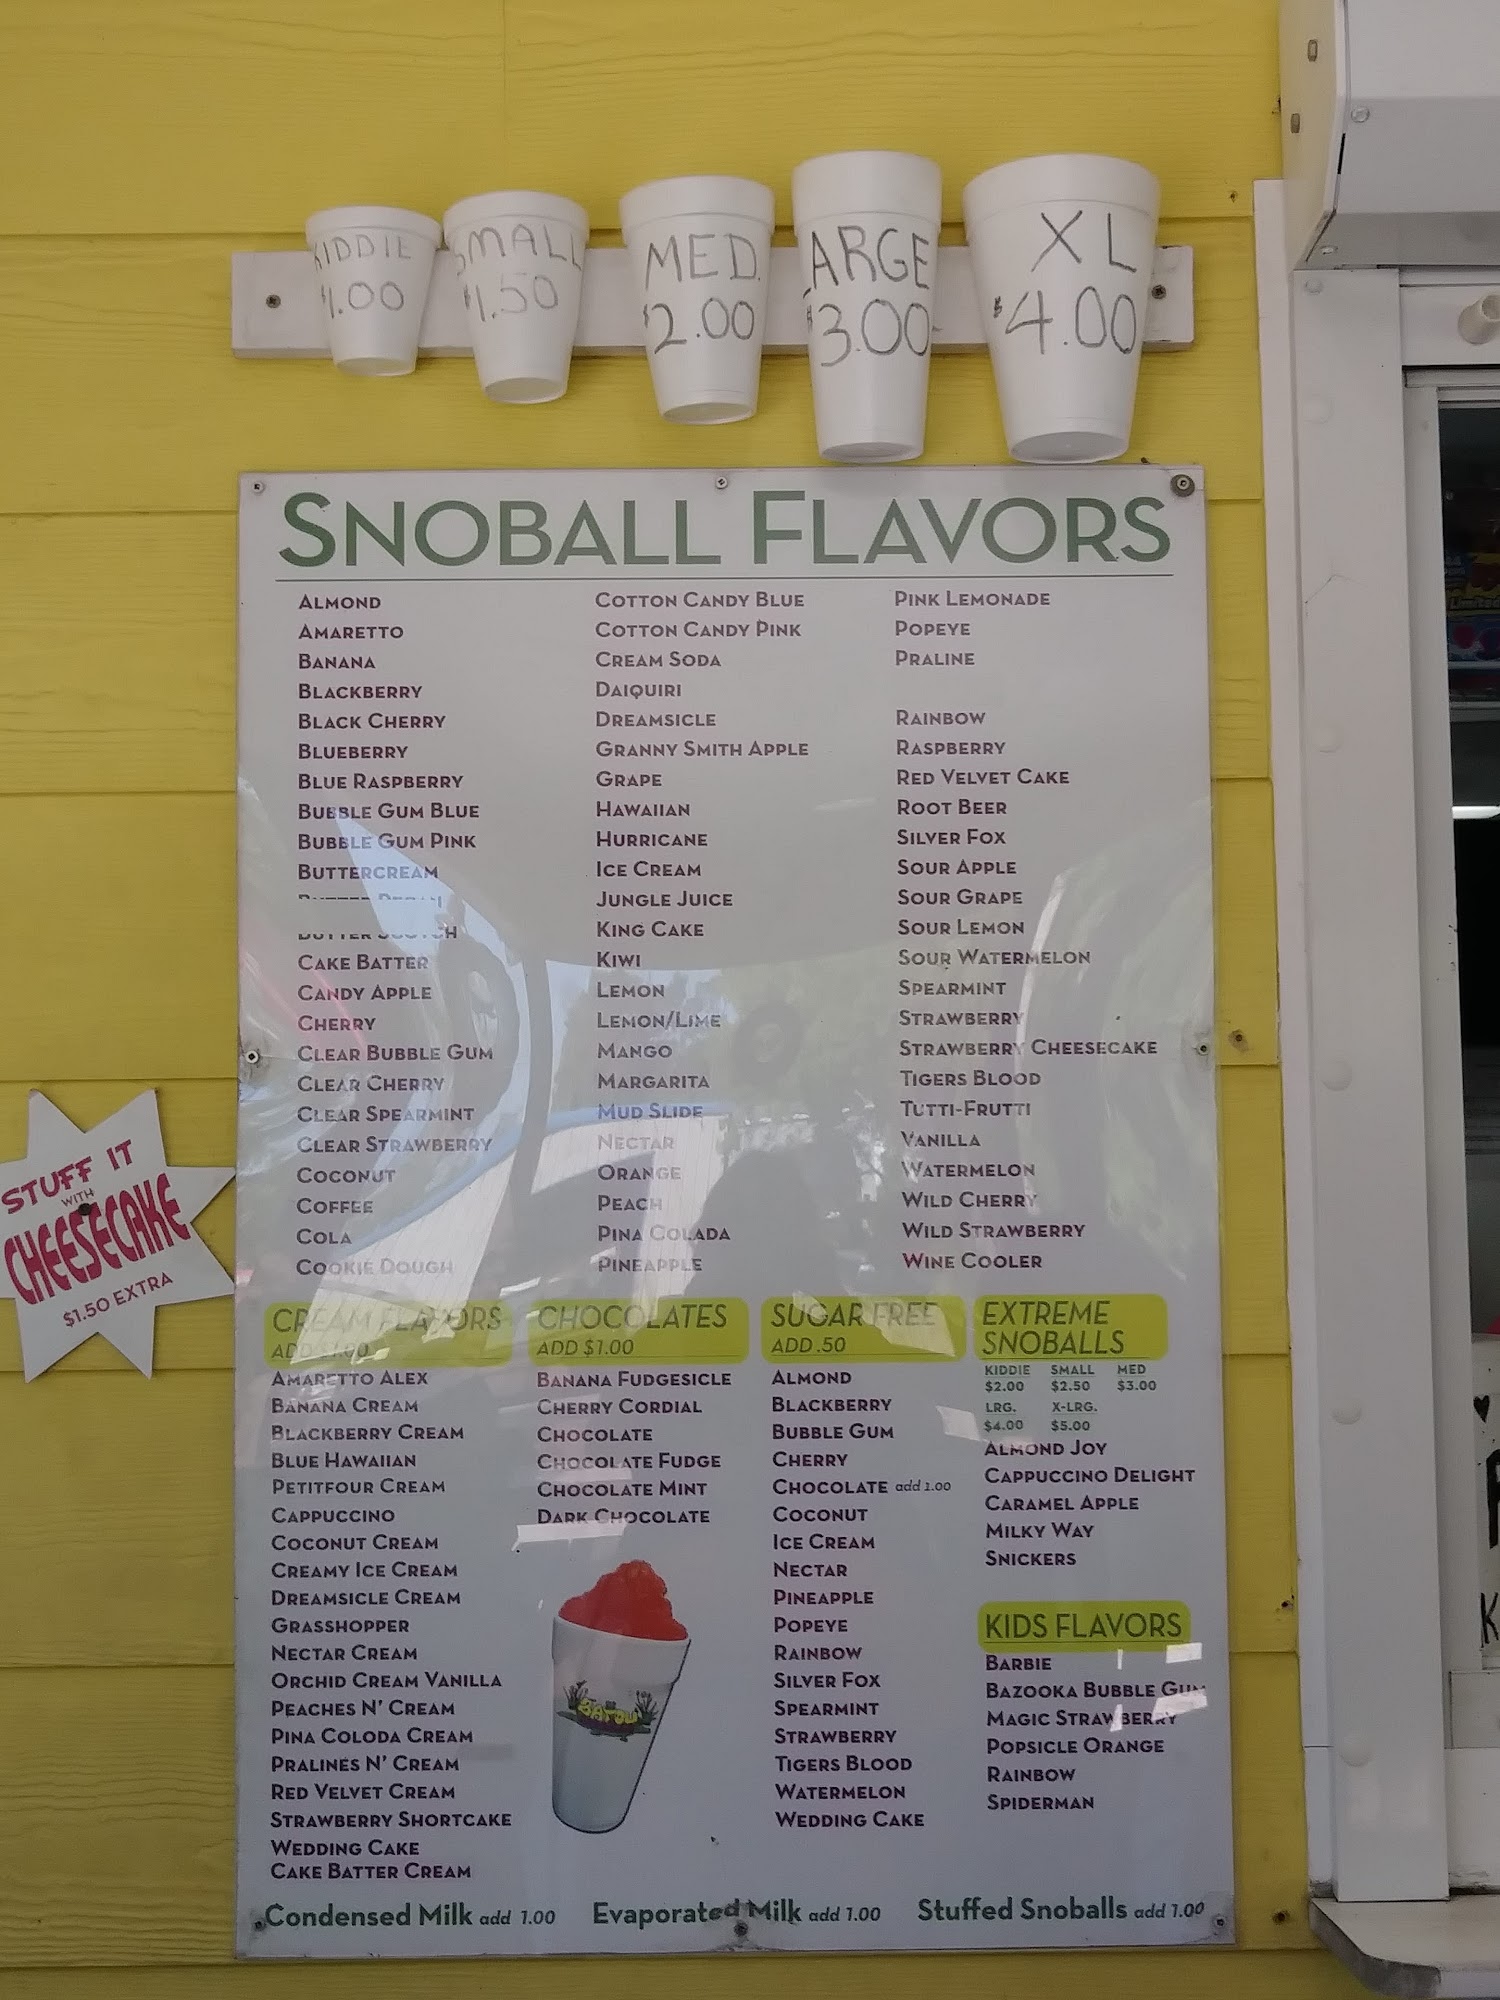 KIDDIE
$1.00
SMALL
$1.50
MED.
$2.00
LARGE
$3.00
XL
$4.00
SNOBALL FLAVORS
ALMOND
AMARETTO
BANANA
BLACKBERRY
BLACK CHERRY
BLUEBERRY
BLUE RASPBERRY
BUBBLE GUM BLUE
BUBBLE GUM PINK
BUTTERCREAM
BUTTER PECAN
BUTTER SCOTCH
CAKE BATTER
CANDY APPLE
CHERRY
CLEAR BUBBLE GUM
CLEAR CHERRY
CLEAR SPEARMINT
CLEAR STRAWBERRY
COCONUT
COFFEE
COLA
COOKIE DOUGH
COTTON CANDY BLUE
COTTON CANDY PINK
CREAM SODA
DAIQUIRI
DREAMSICLE
GRANNY SMITH APPLE
GRAPE
HAWAIIAN
HURRICANE
ICE CREAM
JUNGLE JUICE
KING CAKE
KIWI
LEMON
LEMON/LIME
MANGO
MARGARITA
MUD SLIDE
NECTAR
ORANGE
PEACH
PINA COLADA
PINEAPPLE
PINK LEMONADE
POPEYE
PRALINE
RAINBOW
RASPBERRY
RED VELVET CAKE
ROOT BEER
SILVER FOX
SOUR APPLE
SOUR GRAPE
SOUR LEMON
SOUR WATERMELON
SPEARMINT
STRAWBERRY
STRAWBERRY CHEESECAKE
TIGERS BLOOD
TUTTI-FRUTTI
VANILLA
WATERMELON
WILD CHERRY
WILD STRAWBERRY
WINE COOLER
STUFF IT
WITH
CHEESECAKE
$1.50 EXTRA
CREAM FLAVORS
ADD $1.00
AMARETTO ALEX
BANANA CREAM
BLACKBERRY CREAM
BLUE HAWAIIAN
PETITFOUR CREAM
CAPPUCCINO
COCONUT CREAM
CREAMY ICE CREAM
DREAMSICLE CREAM
GRASSHOPPER
NECTAR CREAM
ORCHID CREAM VANILLA
PEACHES N' CREAM
PINA COLODA CREAM
PRALINES N' CREAM
RED VELVET CREAM
STRAWBERRY SHORTCAKE
WEDDING CAKE
CAKE BATTER CREAM
CHOCOLATES
ADD $1.00
BANANA FUDGESICLE
CHERRY CORDIAL
CHOCOLATE
CHOCOLATE FUDGE
CHOCOLATE MINT
DARK CHOCOLATE
SUGAR FREE
ADD .50
ALMOND
BLACKBERRY
BUBBLE GUM
CHERRY
CHOCOLATE add 1.00
COCONUT
ICE CREAM
NECTAR
PINEAPPLE
POPEYE
RAINBOW
SILVER FOX
SPEARMINT
STRAWBERRY
TIGERS BLOOD
WATERMELON
WEDDING CAKE
EXTREME
SNOBALLS
KIDDIE SMALL MED
$2.00 $2.50 $3.00
LRG. X-LRG.
$4.00 $5.00
ALMOND JOY
CAPPUCCINO DELIGHT
CARAMEL APPLE
MILKY WAY
SNICKERS
KIDS FLAVORS
BARBIE
BAZOOKA BUBBLE GUM
MAGIC STRAWBERRY
POPSICLE ORANGE
RAINBOW
SPIDERMAN
Condensed Milk add 1.00 Evaporated Milk add 1.00 Stuffed Snoballs add 1.00